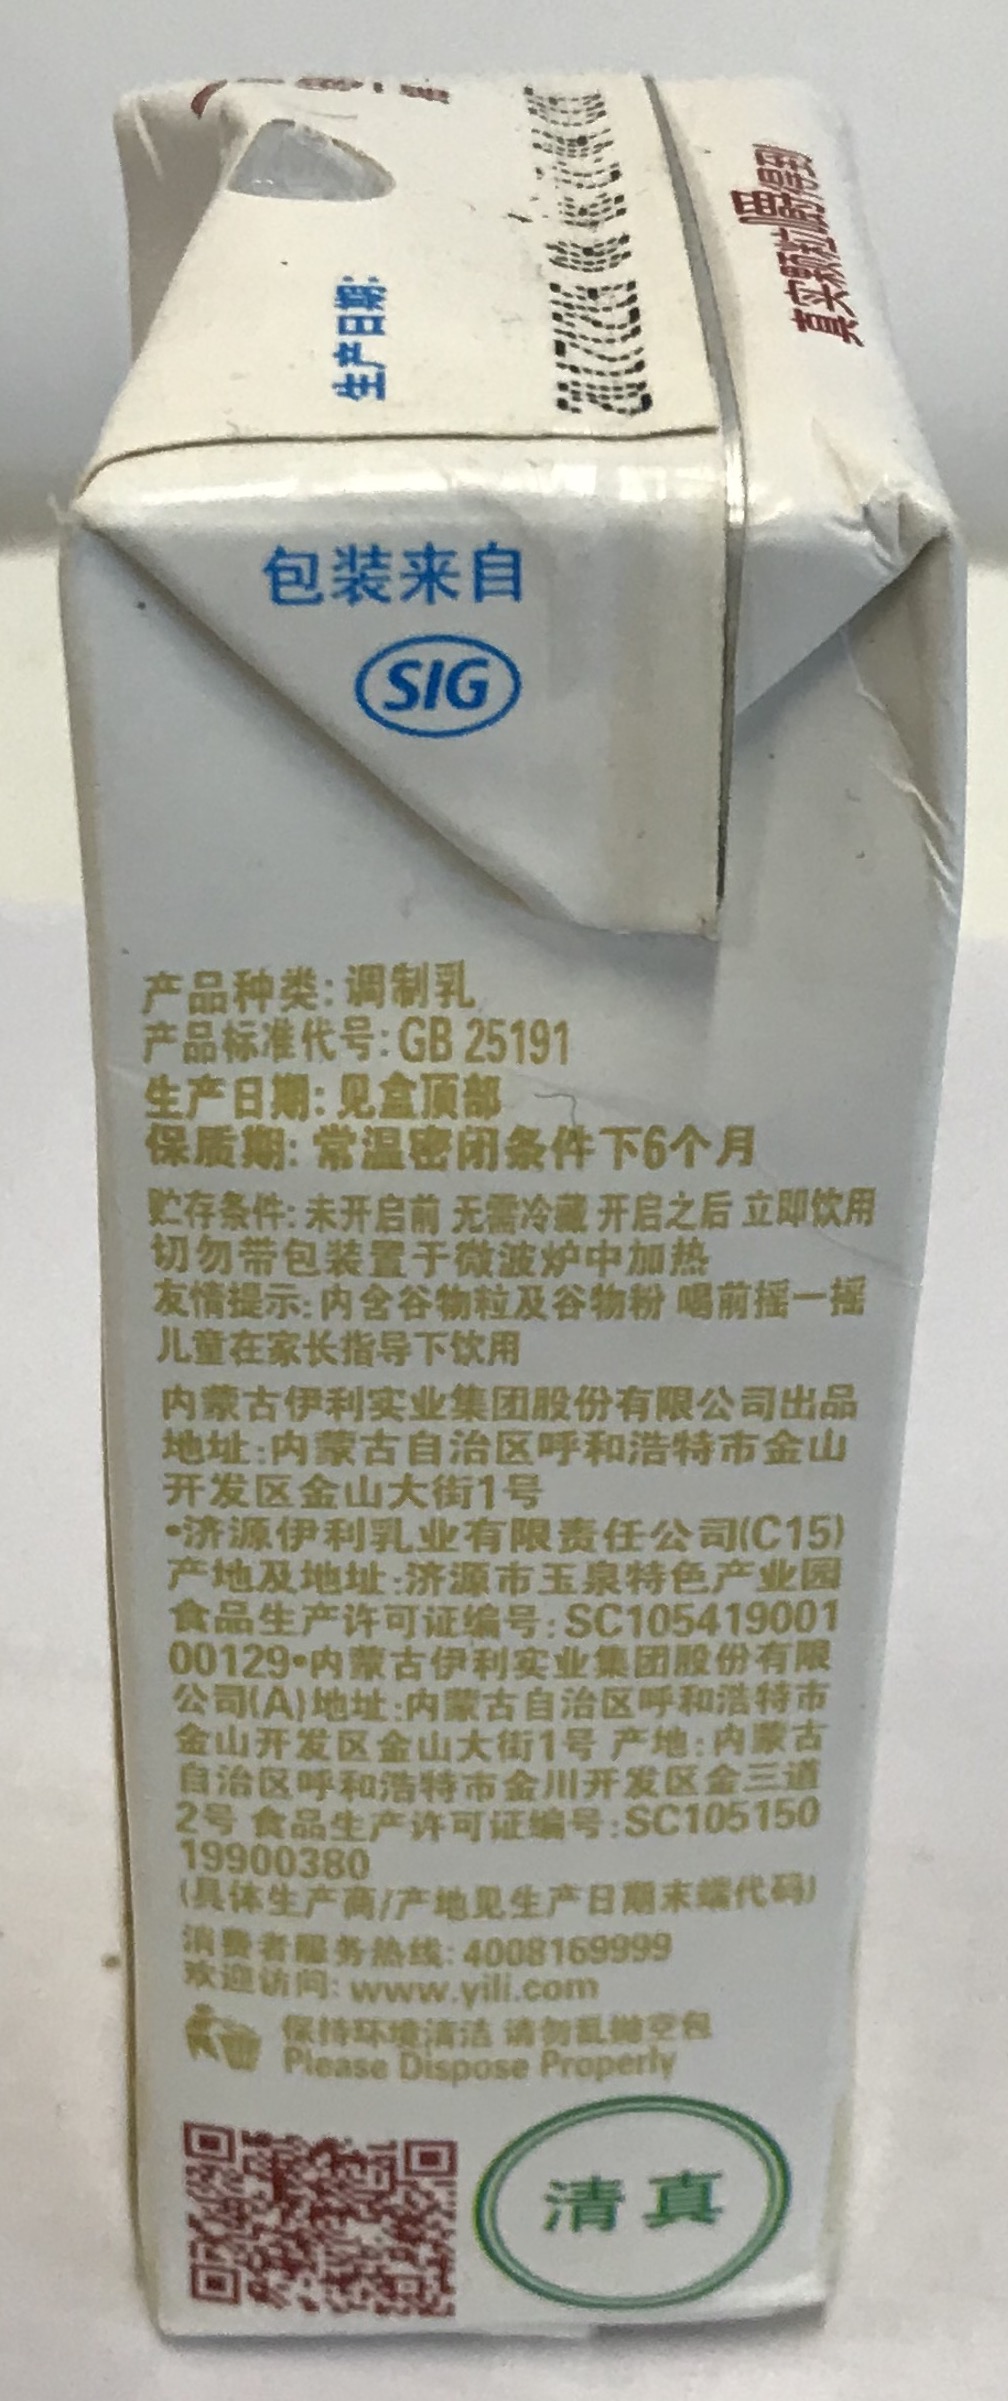 生产日期:
真实颗粒 喝得到
包装来自
SIG
产品种类: 调制乳
产品标准代号: GB 25191
生产日期: 见盒顶部
保质期: 常温密闭条件下6个月
贮存条件: 未开启前 无需冷藏 开启之后 立即饮用
切勿带包装置于微波炉中加热
友情提示: 内含谷物粒及谷物粉 喝前摇一摇
儿童在家长指导下饮用
内蒙古伊利实业集团股份有限公司出品
地址:内蒙古自治区呼和浩特市金山
开发区金山大街1号
•济源伊利乳业有限责任公司(C15)
产地及地址:济源市玉泉特色产业园
食品生产许可证编号: SC105419001
00129•内蒙古伊利实业集团股份有限
公司(A)地址:内蒙古自治区呼和浩特市
金山开发区金山大街1号 产地:内蒙古
自治区呼和浩特市金川开发区金三道
2号 食品生产许可证编号:SC105150
19900380
(具体生产商/产地见生产日期末端代码)
消费者服务热线: 4008169999
欢迎访问: www.yili.com
保持环境清洁 请勿乱抛空包
Please Dispose Properly
清真